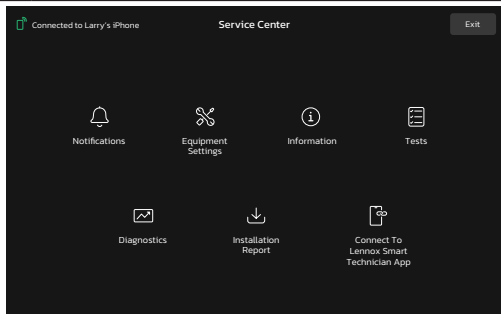 Connected to Larry's iPhone
Service Center
Exit
Notifications
Equipment
Settings
Information
Tests
Diagnostics
Installation
Report
Connect To
Lennox Smart
Technician App